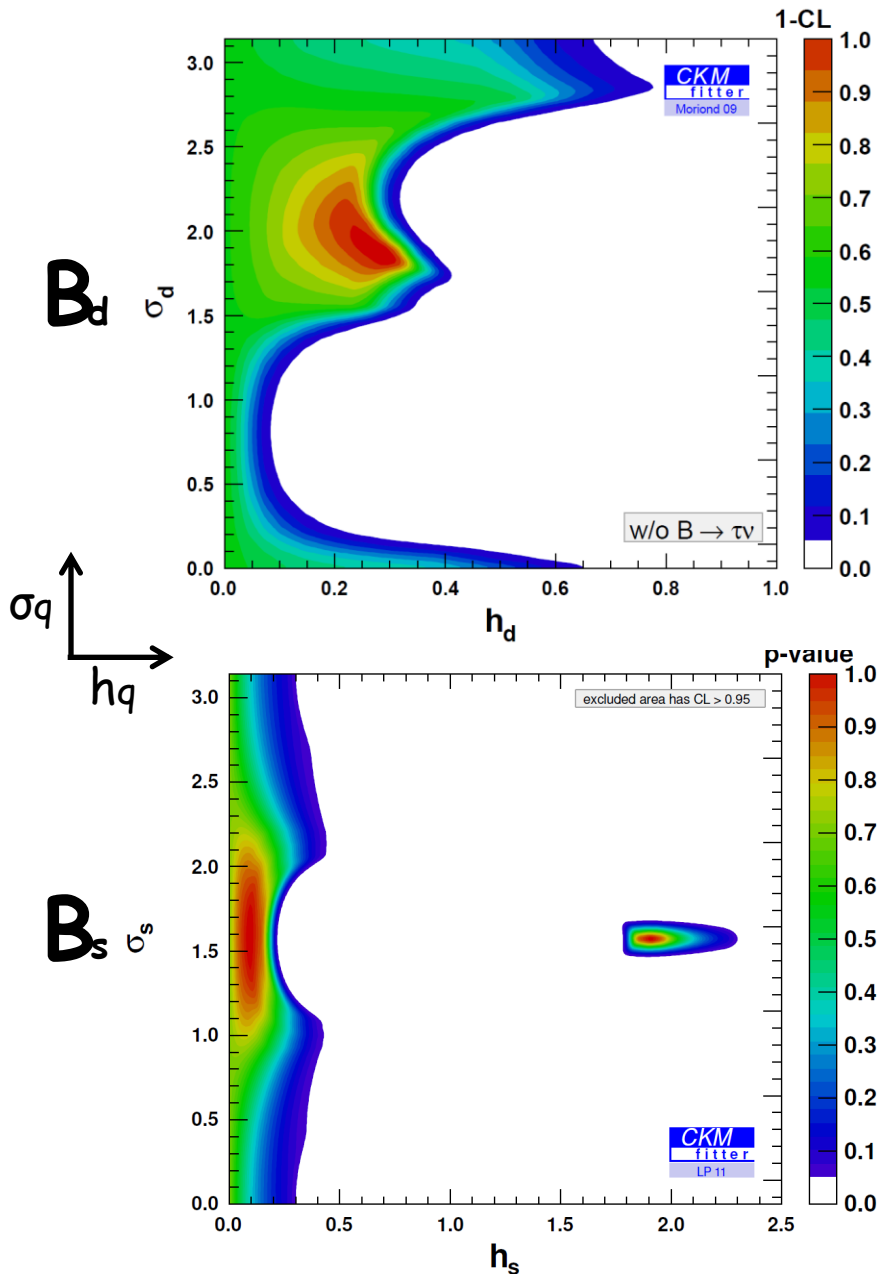 1-CL
3.0
2.5
2.0
1.5
1.0
0.5
0.0
σd
Bd
CKM
fitter
Moriond 09
w/o B → τν
0.0 0.2 0.4 0.6 0.8 1.0
hd
1.0
0.9
0.8
0.7
0.6
0.5
0.4
0.3
0.2
0.1
0.0
σq
hq
p-value
3.0
2.5
2.0
1.5
1.0
0.5
0.0
Bs
σs
excluded area has CL > 0.95
CKM
fitter
LP 11
0.0 0.5 1.0 1.5 2.0 2.5
hs
1.0
0.9
0.8
0.7
0.6
0.5
0.4
0.3
0.2
0.1
0.0